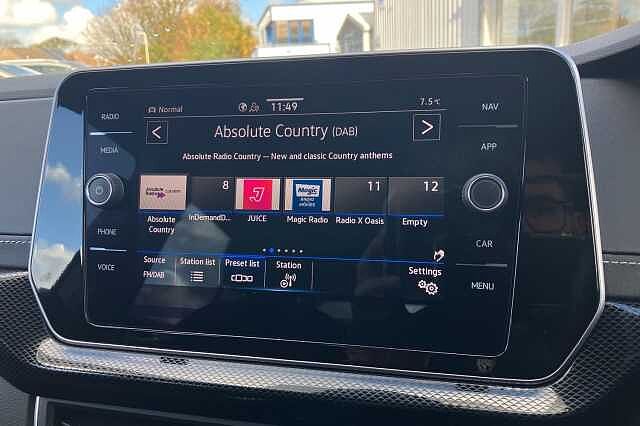 RADIO
MEDIA
PHONE
VOICE
Normal
11:49
7.5°C
Absolute Country (DAB)
Absolute Radio Country — New and classic Country anthems
8
11
12
Absolute Country
InDemandD...
JUICE
Magic
Magic Radio
Radio X Oasis
Empty
Source
FH/DAB
Station list
Preset list
Station
Settings
NAV
APP
CAR
MENU